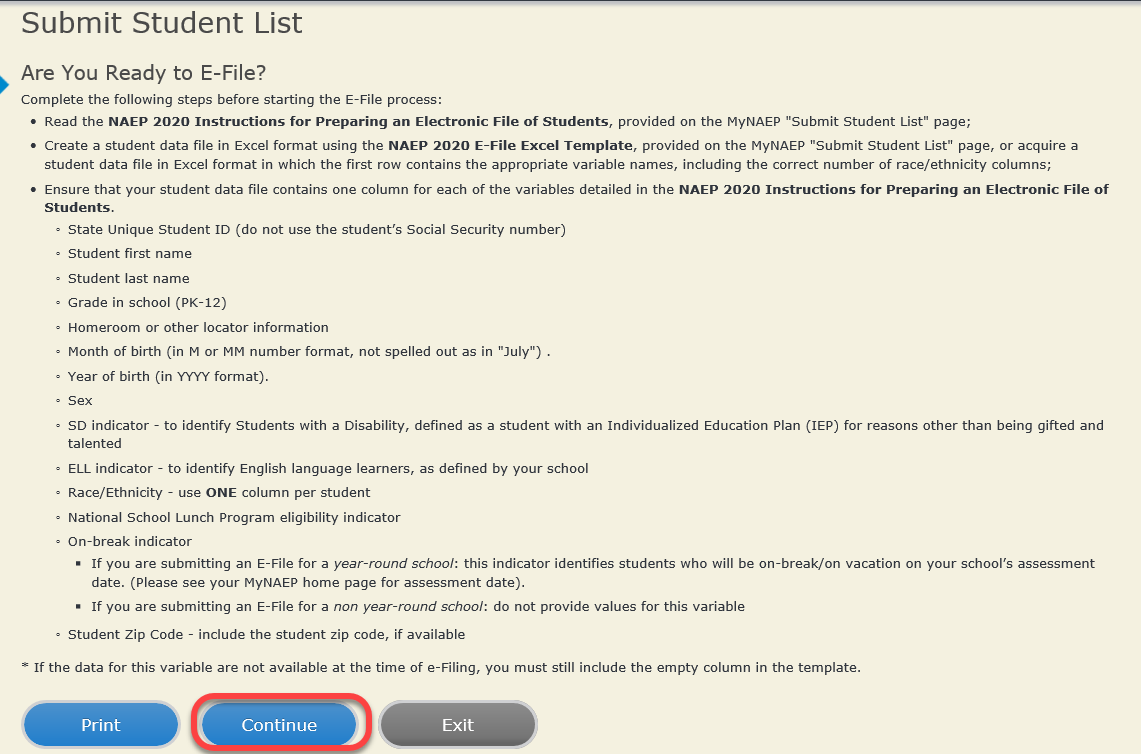 Submit Student List
Are You Ready to E-File?
Complete the following steps before starting the E-File process:
• Read the NAEP 2020 Instructions for Preparing an Electronic File of Students, provided on the MyNAEP "Submit Student List" page;
• Create a student data file in Excel format using the NAEP 2020 E-File Excel Template, provided on the MyNAEP "Submit Student List" page, or acquire a
student data file in Excel format in which the first row contains the appropriate variable names, including the correct number of race/ethnicity columns;
• Ensure that your student data file contains one column for each of the variables detailed in the NAEP 2020 Instructions for Preparing an Electronic File of
Students.
◦ State Unique Student ID (do not use the student’s Social Security number)
◦ Student first name
◦ Student last name
◦ Grade in school (PK-12)
◦ Homeroom or other locator information
◦ Month of birth (in M or MM number format, not spelled out as in "July") .
◦ Year of birth (in YYYY format).
◦ Sex
◦ SD indicator - to identify Students with a Disability, defined as a student with an Individualized Education Plan (IEP) for reasons other than being gifted and
talented
◦ ELL indicator - to identify English language learners, as defined by your school
◦ Race/Ethnicity - use ONE column per student
◦ National School Lunch Program eligibility indicator
◦ On-break indicator
▪ If you are submitting an E-File for a year-round school: this indicator identifies students who will be on-break/on vacation on your school’s assessment
date. (Please see your MyNAEP home page for assessment date).
▪ If you are submitting an E-File for a non year-round school: do not provide values for this variable
◦ Student Zip Code - include the student zip code, if available
* If the data for this variable are not available at the time of e-Filing, you must still include the empty column in the template.
Print Continue Exit